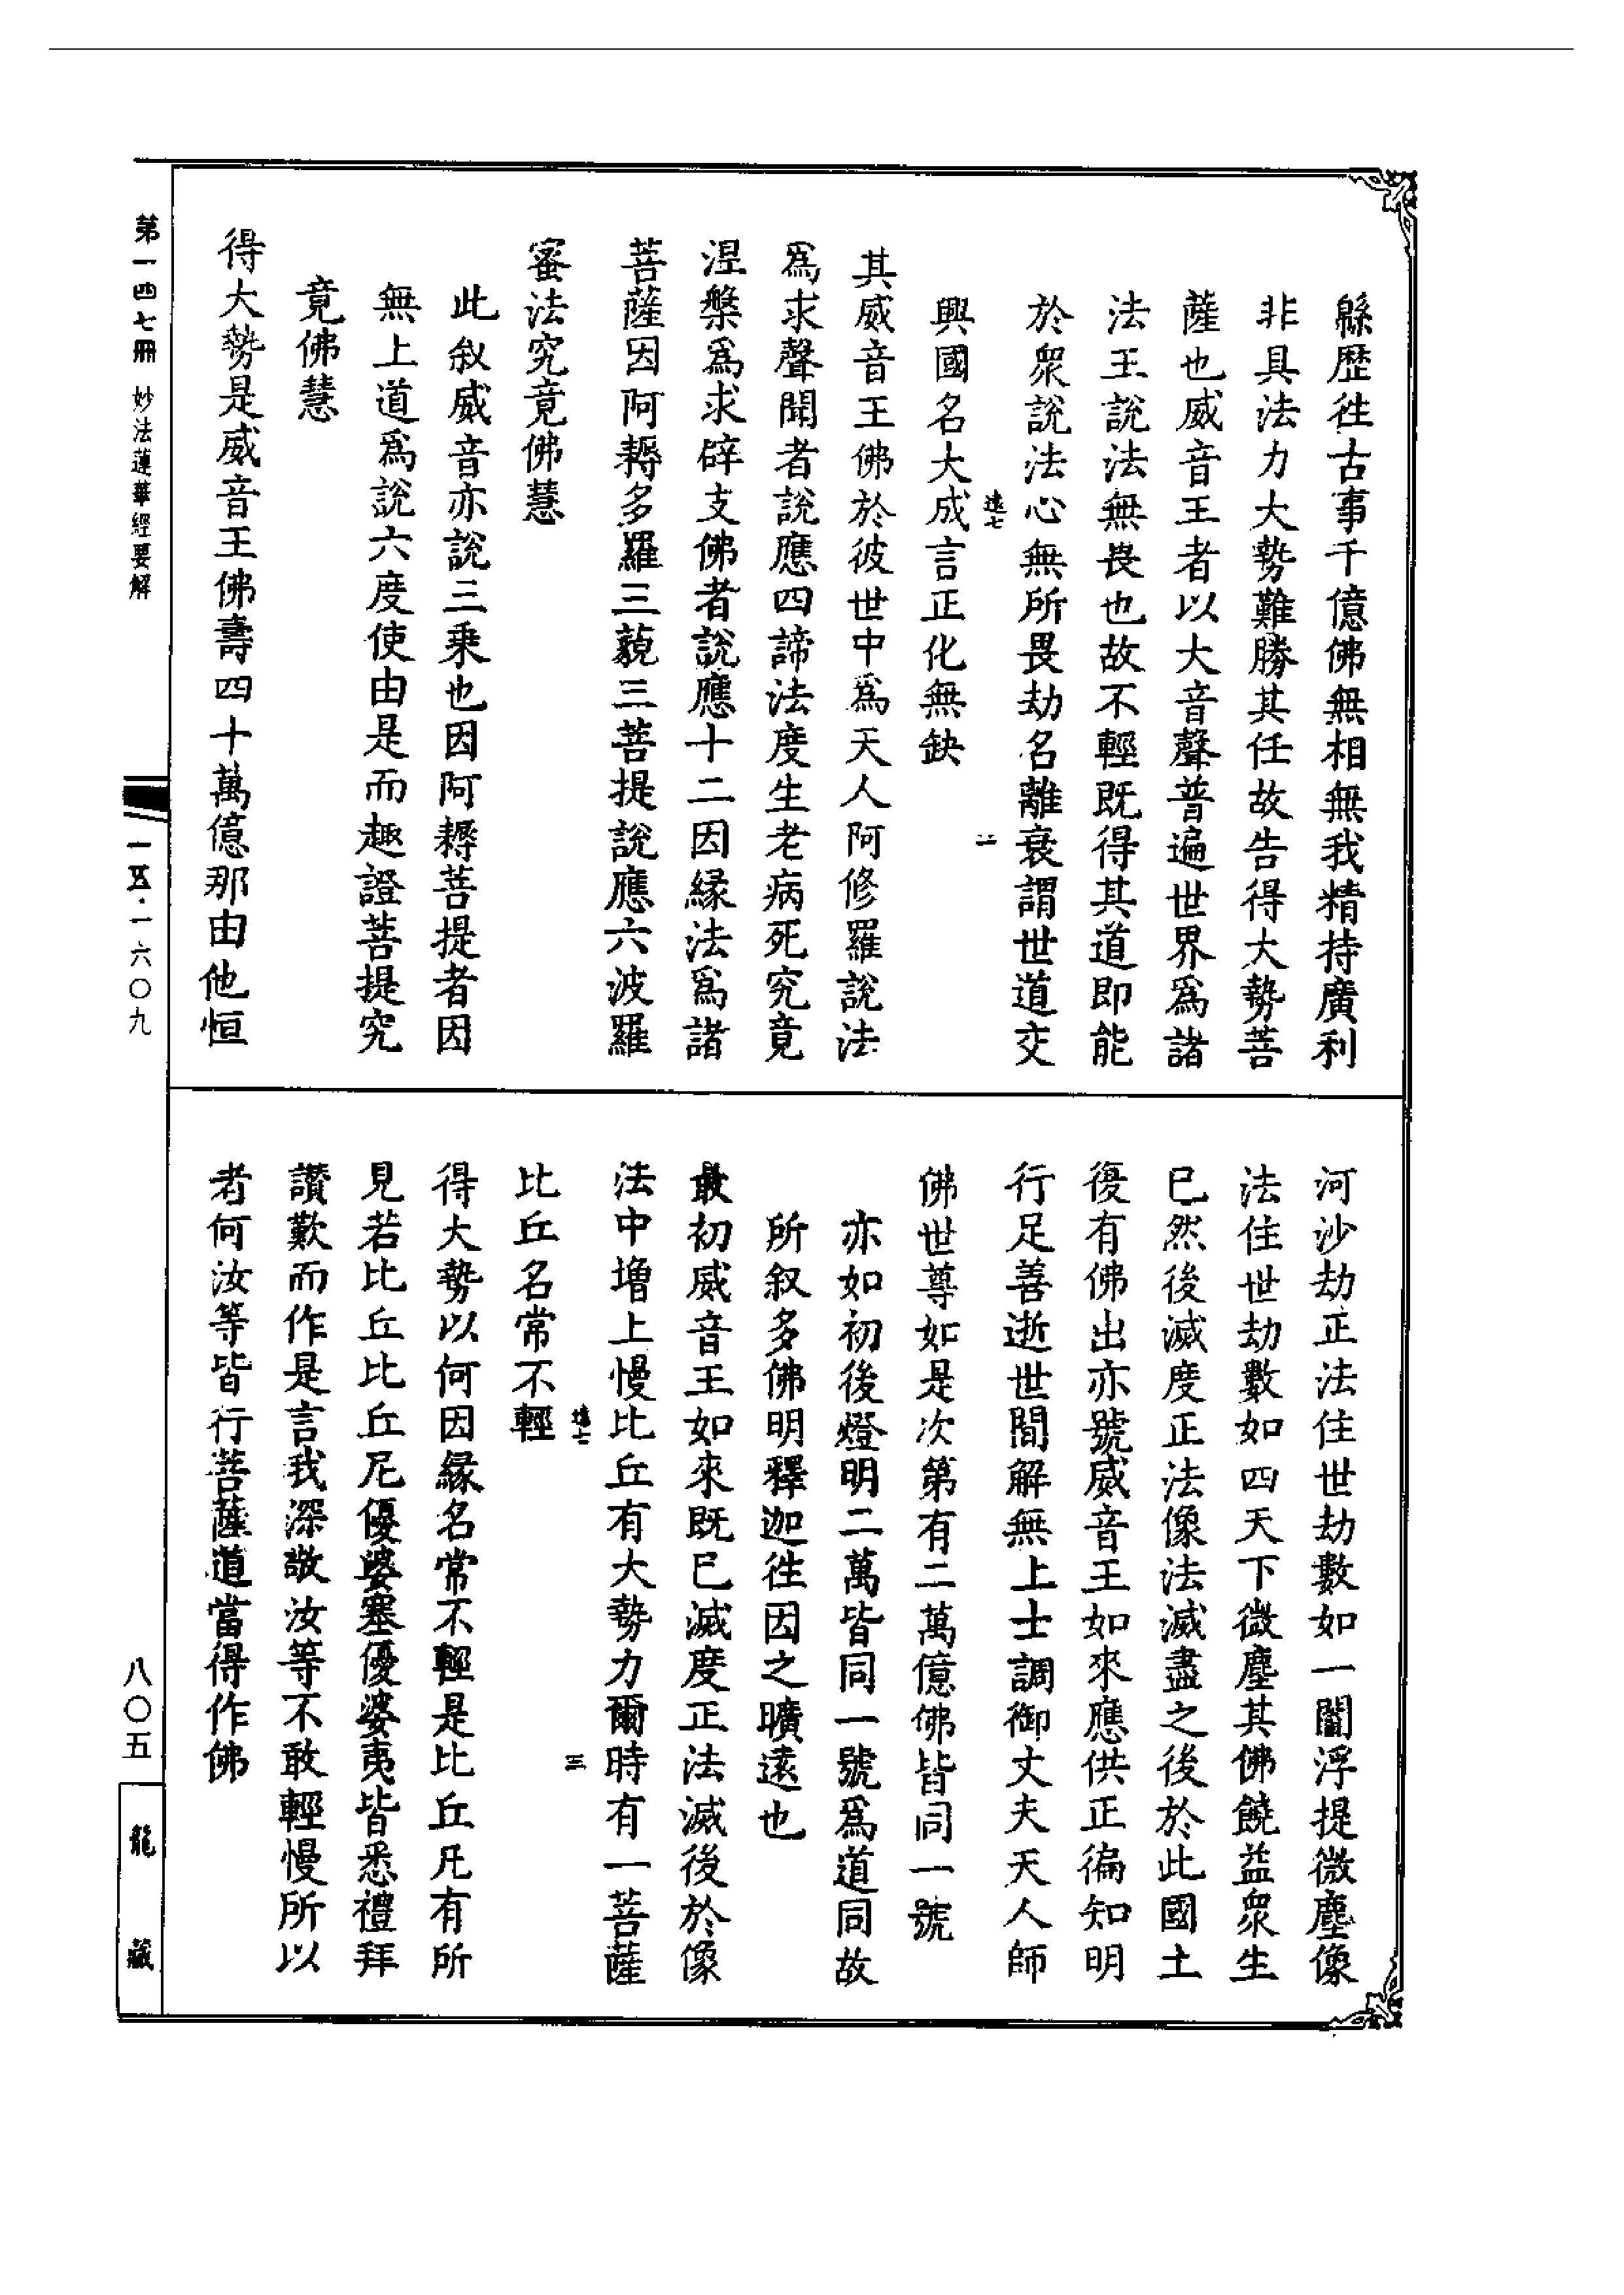 緜歷徃古事千億佛無相無我精持廣利
非具法力大勢難勝其任故告得大勢菩
薩也威音王者以大音聲普遍世界爲諸
法王說法無畏也故不輕既得其道即能
於眾說法心無所畏劫名離衰謂世道交
興國名大成言正化無缺
遠七
二
其威音王佛於彼世中爲天人阿修羅說法
爲求聲聞者說應四諦法度生老病死究竟
涅槃爲求辟支佛者說應十二因緣法爲諸
菩薩因阿耨多羅三藐三菩提說應六波羅
蜜法究竟佛慧
此叙威音亦說三乗也因阿耨菩提者因
無上道爲說六度使由是而趣證菩提究
竟佛慧
得大勢是威音王佛壽四十萬億那由他恒
河沙劫正法住世劫數如一閻浮提微塵像
法住世劫數如四天下微塵其佛饒益眾生
已然後滅度正法像法滅盡之後於此國土
復有佛出亦號威音王如來應供正徧知明
行足善逝世間解無上士調御丈夫天人師
佛世尊如是次第有二萬億佛皆同一號
亦如初後燈明二萬皆同一號爲道同故
所叙多佛明釋迦徃因之曠遠也
最初威音王如來既已滅度正法滅後於像
法中增上慢比丘有大勢力爾時有一菩薩
遠七
三
比丘名常不輕
得大勢以何因緣名常不輕是比丘凡有所
見若比丘比丘尼優婆塞優婆夷皆悉禮拜
讚歎而作是言我深敬汝等不敢輕慢所以
者何汝等皆行菩薩道當得作佛
第一四七冊 妙法蓮華經要解
一五·一六〇九
八〇五
龍藏